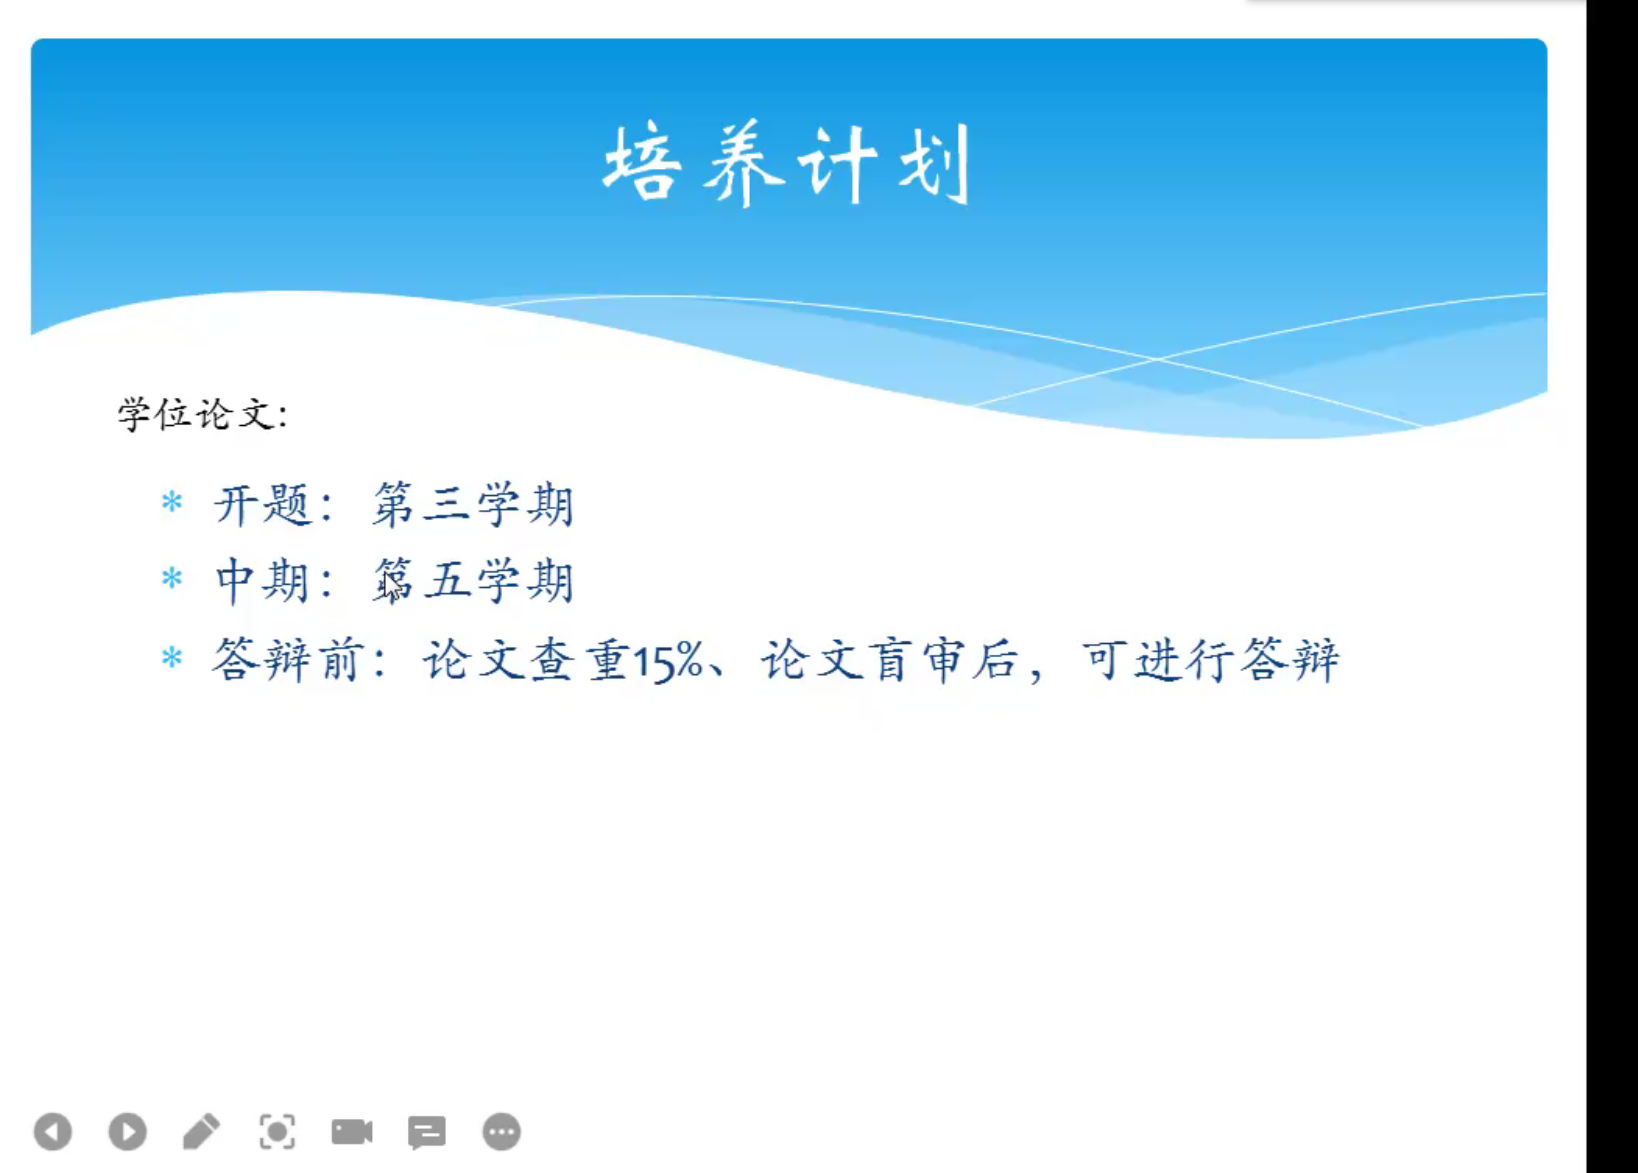 培养计划
学位论文：
* 开题：第三学期
* 中期：第五学期
* 答辩前：论文查重15%、论文盲审后，可进行答辩